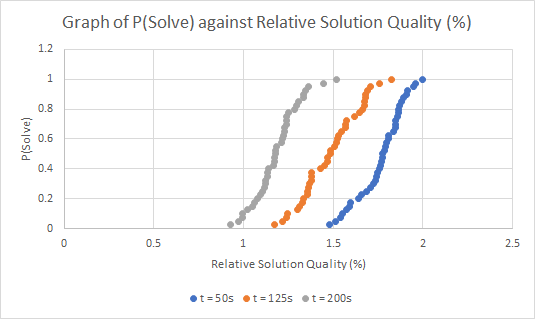 Graph of P(Solve) against Relative Solution Quality (%)
1.2
1
0.8
0.6
0.4
0.2
0
P(Solve)
0 0.5 1 1.5 2 2.5
Relative Solution Quality (%)
t = 50s t = 125s t = 200s